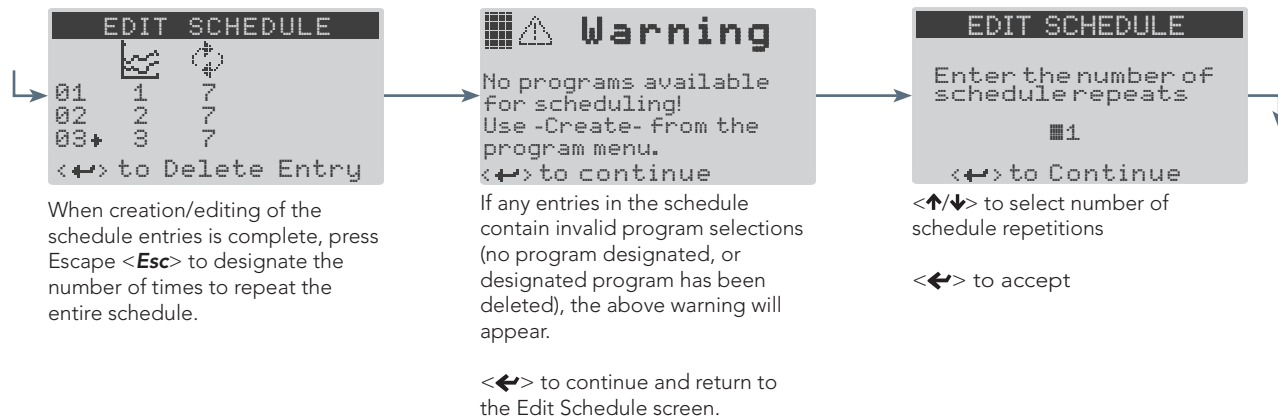 EDIT SCHEDULE
01 1 7
02 2 7
03+ 3 7
<↵> to Delete Entry
When creation/editing of the
schedule entries is complete, press
Escape <Esc> to designate the
number of times to repeat the
entire schedule.
Warning
No programs available
for scheduling!
Use -Create- from the
program menu.
<↵> to continue
If any entries in the schedule
contain invalid program selections
(no program designated, or
designated program has been
deleted), the above warning will
appear.
<↵> to continue and return to
the Edit Schedule screen.
EDIT SCHEDULE
Enter the number of
schedule repeats
1
<↵> to Continue
<↑/↓> to select number of
schedule repetitions
<↵> to accept